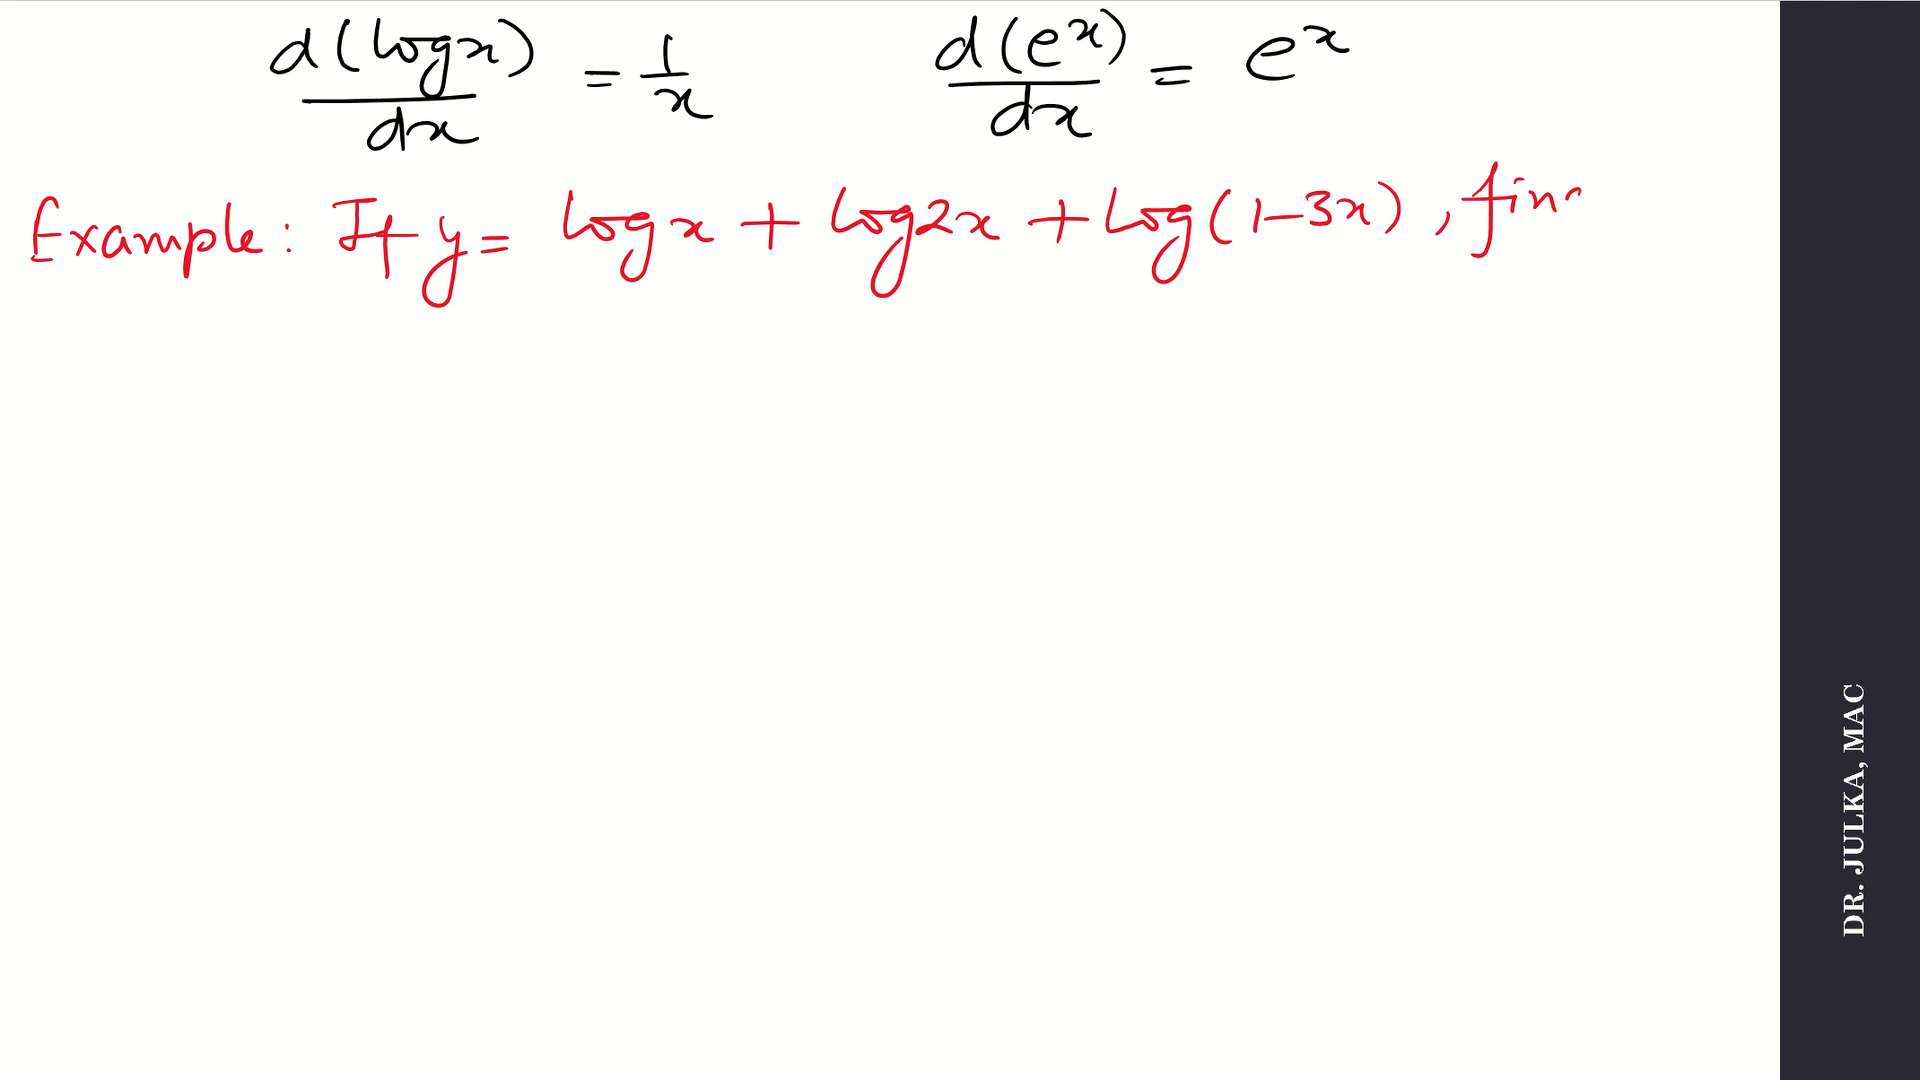 d(log x)/dx = 1/x    d(e^x)/dx = e^x
Example: If y = log x + log 2x + log(1-3x), fin
DR. JULKA, MAC